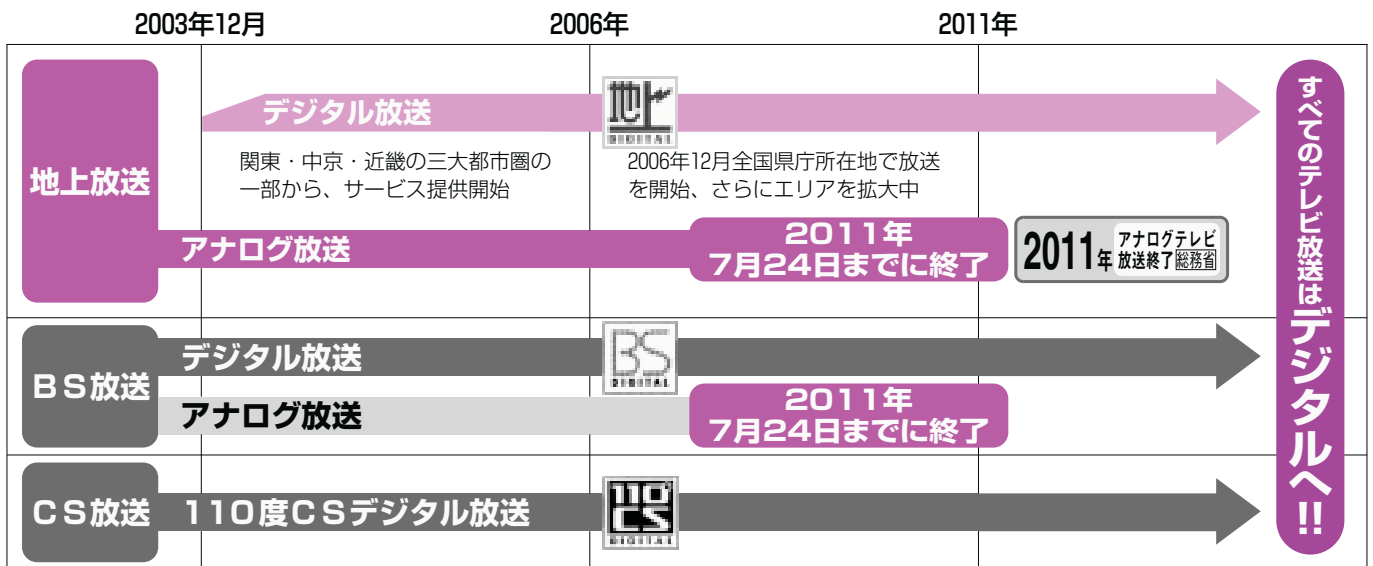 2003年12月
2006年
2011年
地上放送
デジタル放送
地上
DIGITAL
関東・中京・近畿の三大都市圏の
一部から、サービス提供開始
2006年12月全国県庁所在地で放送
を開始、さらにエリアを拡大中
アナログ放送
2011年
7月24日までに終了
2011年 アナログテレビ
放送終了 総務省
BS放送
デジタル放送
BS
DIGITAL
アナログ放送
2011年
7月24日までに終了
CS放送
110度CSデジタル放送
110°
CS
DIGITAL
すべてのテレビ放送はデジタルへ!!